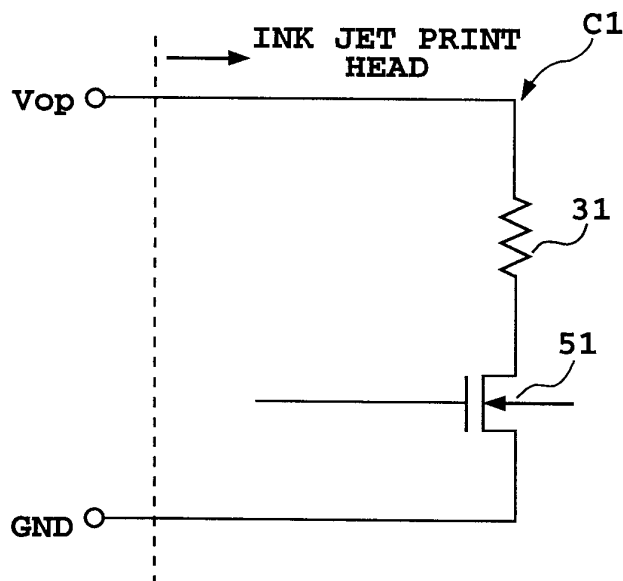 C1
INK JET PRINT
HEAD
Vop
31
51
GND